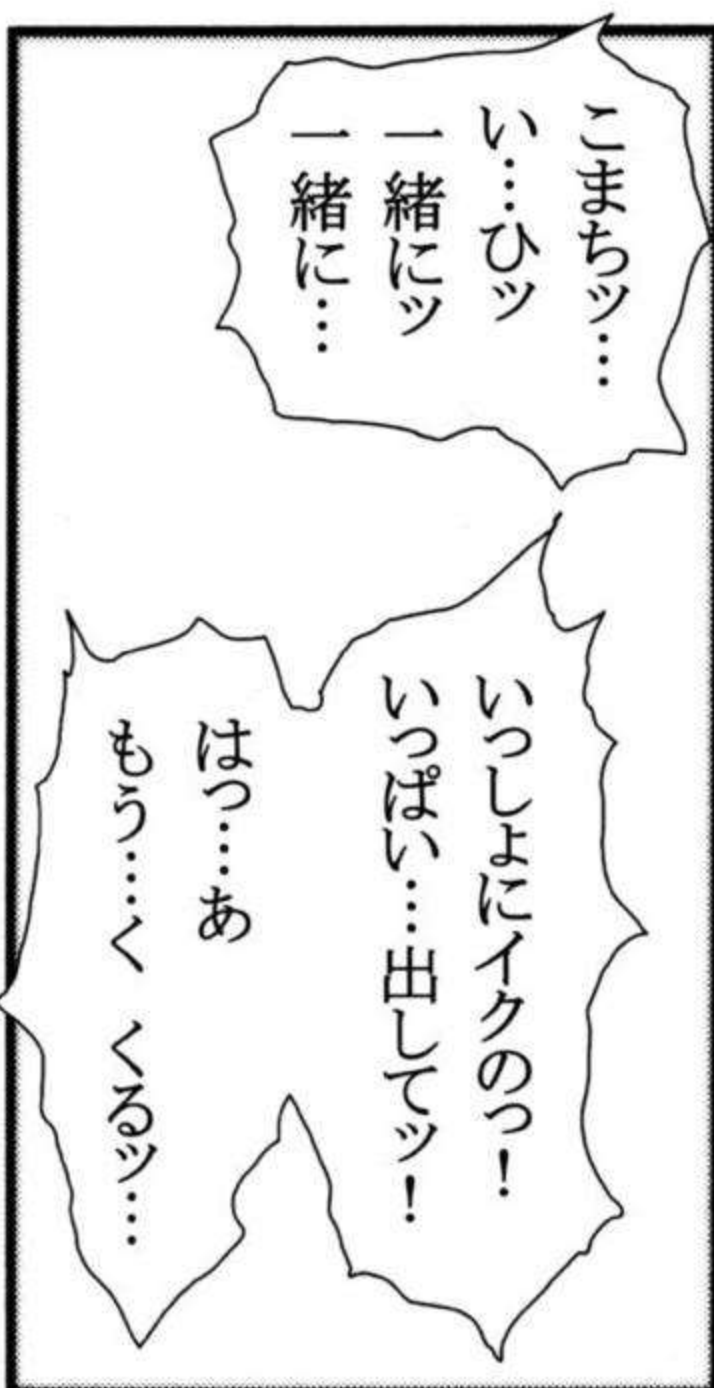 こまちッ…
い…ひッ
一緒にッ
一緒に…
いっしょにイクのっ！
いっぱい…出してッ！
はっ…あ
もう…く くるッ…